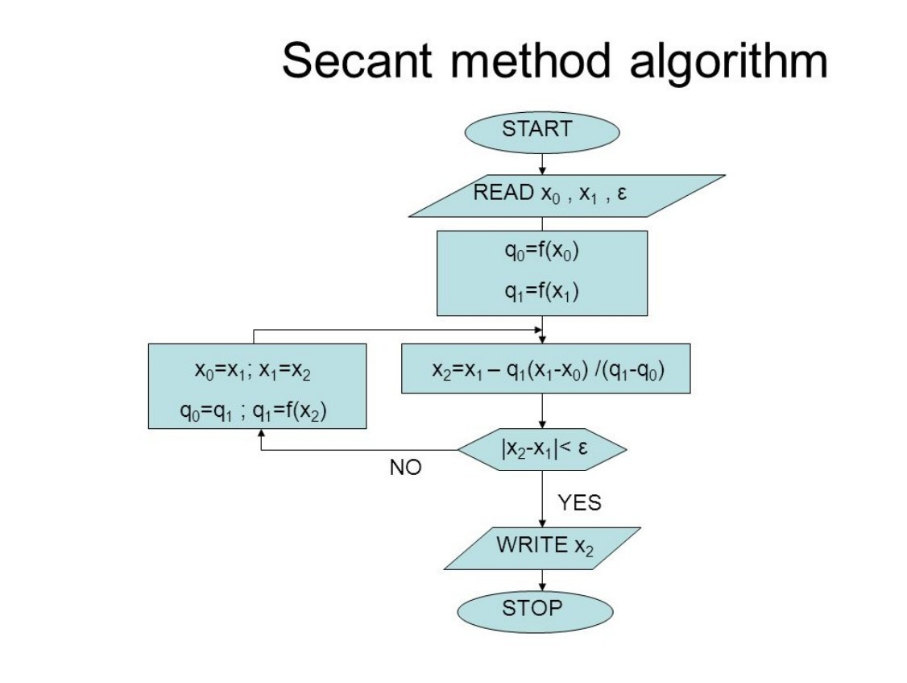 Secant method algorithm
START
READ x₀ , x₁ , ε
q₀=f(x₀)
q₁=f(x₁)
x₀=x₁; x₁=x₂
q₀=q₁ ; q₁=f(x₂)
x₂=x₁ – q₁(x₁-x₀) /(q₁-q₀)
|x₂-x₁|< ε
NO
YES
WRITE x₂
STOP